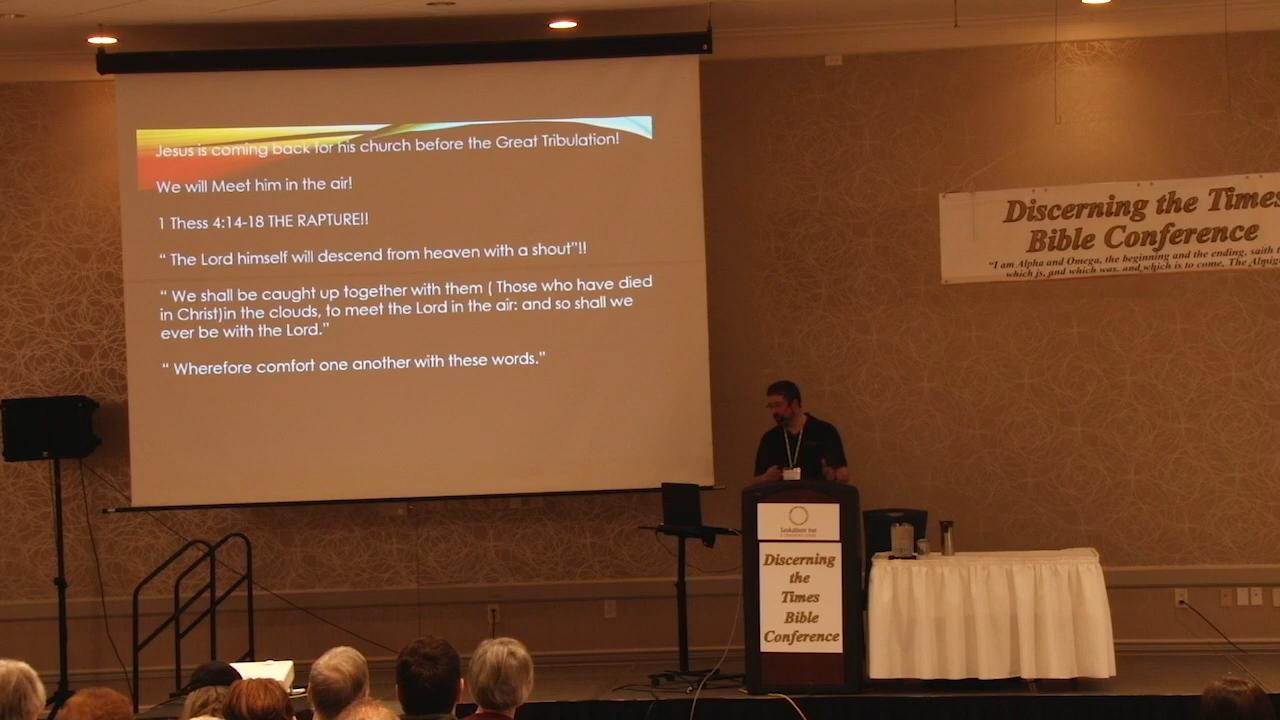 Jesus is coming back for his church before the Great Tribulation!
We will Meet him in the air!
1 Thess 4:14-18 THE RAPTURE!!
“ The Lord himself will descend from heaven with a shout”!!
“ We shall be caught up together with them ( Those who have died
in Christ)in the clouds, to meet the Lord in the air: and so shall we
ever be with the Lord.”
“ Wherefore comfort one another with these words.”
Discerning the Times
Bible Conference
“I am Alpha and Omega, the beginning and the ending, saith
which is, and which was, and which is to come, The
Saskatoon Inn
Discerning
the
Times
Bible
Conference